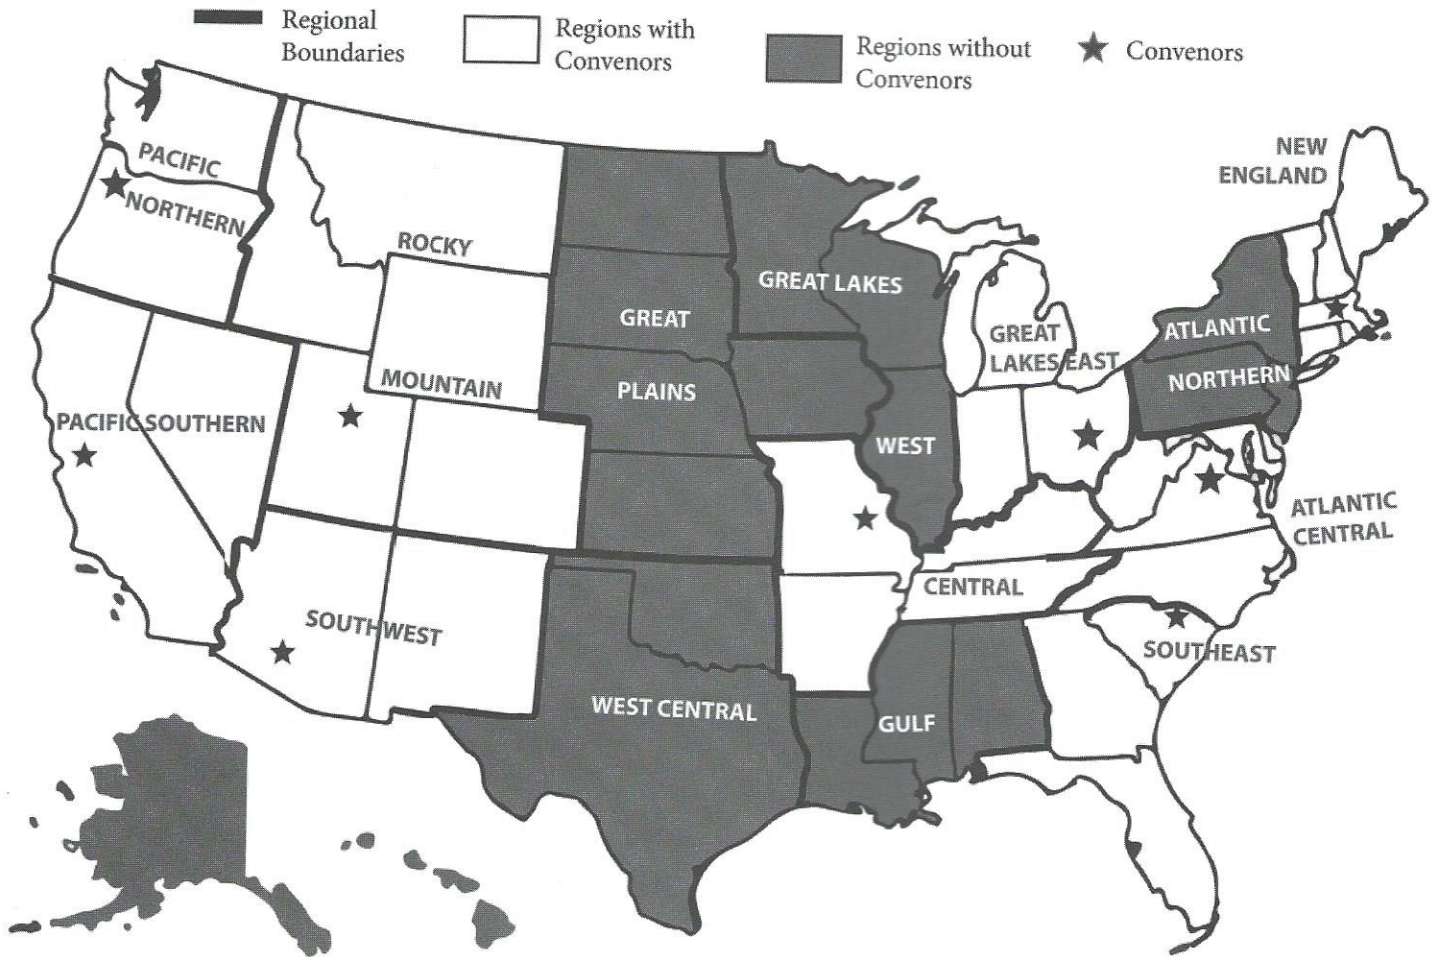 Regional
Boundaries
Regions with
Convenors
Regions without
Convenors
Convenors
PACIFIC
NORTHERN
ROCKY
MOUNTAIN
PACIFIC SOUTHERN
SOUTHWEST
GREAT
PLAINS
WEST CENTRAL
GREAT LAKES
WEST
GREAT
LAKES EAST
CENTRAL
GULF
NEW
ENGLAND
ATLANTIC
NORTHERN
ATLANTIC
CENTRAL
SOUTHEAST